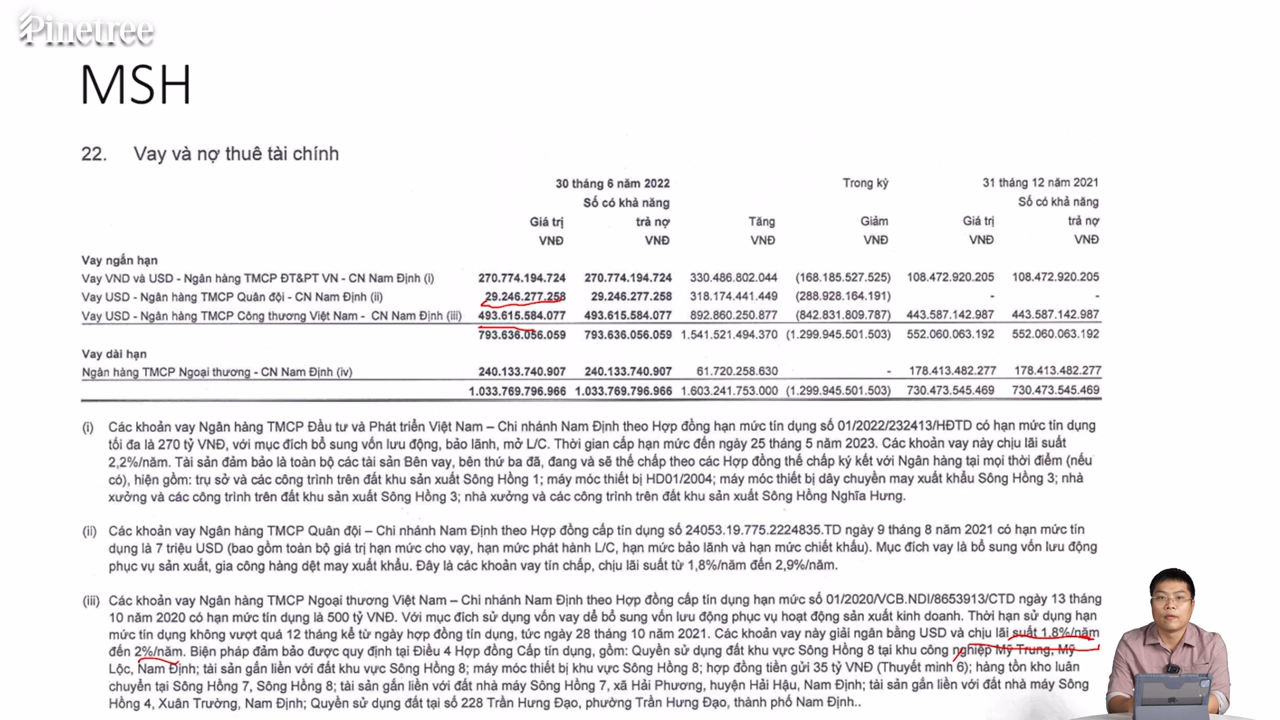 Pinetree
MSH
22. Vay và nợ thuê tài chính
30 tháng 6 năm 2022 Trong kỳ 31 tháng 12 năm 2021
Số có khả năng Số có khả năng
Giá trị trả nợ Tăng Giảm Giá trị trả nợ
VNĐ VNĐ VNĐ VNĐ VNĐ VNĐ
Vay ngắn hạn
Vay VND và USD - Ngân hàng TMCP ĐT&PT VN - CN Nam Định (i) 270.774.194.724 270.774.194.724 330.486.802.044 (168.185.527.525) 108.472.920.205 108.472.920.205
Vay USD - Ngân hàng TMCP Quân đội - CN Nam Định (ii) 29.246.277.258 29.246.277.258 318.174.441.449 (288.928.164.191) - -
Vay USD - Ngân hàng TMCP Công thương Việt Nam - CN Nam Định (iii) 493.615.584.077 493.615.584.077 892.860.250.877 (842.831.809.787) 443.587.142.987 443.587.142.987
793.636.056.059 793.636.056.059 1.541.521.494.370 (1.299.945.501.503) 552.060.063.192 552.060.063.192
Vay dài hạn
Ngân hàng TMCP Ngoại thương - CN Nam Định (iv) 240.133.740.907 240.133.740.907 61.720.258.630 - 178.413.482.277 178.413.482.277
1.033.769.796.966 1.033.769.796.966 1.603.241.753.000 (1.299.945.501.503) 730.473.545.469 730.473.545.469
(i) Các khoản vay Ngân hàng TMCP Đầu tư và Phát triển Việt Nam – Chi nhánh Nam Định theo Hợp đồng hạn mức tín dụng số 01/2022/232413/HĐTD có hạn mức tín dụng
tối đa là 270 tỷ VNĐ, với mục đích bổ sung vốn lưu động, bảo lãnh, mở L/C. Thời gian cấp hạn mức đến ngày 25 tháng 5 năm 2023. Các khoản vay này chịu lãi suất
2,2%/năm. Tài sản đảm bảo là toàn bộ các tài sản Bên vay, bên thứ ba đã, đang và sẽ thế chấp theo các Hợp đồng thế chấp ký kết với Ngân hàng tại mọi thời điểm (nếu
có), hiện gồm: trụ sở và các công trình trên đất khu sản xuất Sông Hồng 1; máy móc thiết bị HD01/2004; máy móc thiết bị dây chuyền may xuất khẩu Sông Hồng 3; nhà
xưởng và các công trình trên đất khu sản xuất Sông Hồng 3; nhà xưởng và các công trình trên đất khu sản xuất Sông Hồng Nghĩa Hưng.
(ii) Các khoản vay Ngân hàng TMCP Quân đội – Chi nhánh Nam Định theo Hợp đồng cấp tín dụng số 24053.19.775.2224835.TD ngày 9 tháng 8 năm 2021 có hạn mức tín
dụng là 7 triệu USD (bao gồm toàn bộ giá trị hạn mức cho vay, hạn mức phát hành L/C, hạn mức bảo lãnh và hạn mức chiết khấu). Mục đích vay là bổ sung vốn lưu động
phục vụ sản xuất, gia công hàng dệt may xuất khẩu. Đây là các khoản vay tín chấp, chịu lãi suất từ 1,8%/năm đến 2,9%/năm.
(iii) Các khoản vay Ngân hàng TMCP Ngoại thương Việt Nam – Chi nhánh Nam Định theo Hợp đồng cấp tín dụng hạn mức số 01/2020/VCB.NDI/8653913/CTD ngày 13 tháng
10 năm 2020 có hạn mức tín dụng là 500 tỷ VNĐ. Với mục đích sử dụng vốn vay để bổ sung vốn lưu động phục vụ hoạt động sản xuất kinh doanh. Thời hạn sử dụng hạn
mức tín dụng không vượt quá 12 tháng kể từ ngày hợp đồng tín dụng, tức ngày 28 tháng 10 năm 2021. Các khoản vay này giải ngân bằng USD và chịu lãi suất 1,8%/năm
đến 2%/năm. Biện pháp đảm bảo được quy định tại Điều 4 Hợp đồng Cấp tín dụng, gồm: Quyền sử dụng đất khu vực Sông Hồng 8 tại khu công nghiệp Mỹ Trung, Mỹ
Lộc, Nam Định; tài sản gắn liền với đất khu vực Sông Hồng 8; máy móc thiết bị khu vực Sông Hồng 8; hợp đồng tiền gửi 35 tỷ VNĐ (Thuyết minh 6); hàng tồn kho luân
chuyển tại Sông Hồng 7, Sông Hồng 8; tài sản gắn liền với đất nhà máy Sông Hồng 7, xã Hải Phương, huyện Hải Hậu, Nam Định; tài sản gắn liền với đất nhà máy Sông
Hồng 4, Xuân Trường, Nam Định; Quyền sử dụng đất tại số 228 Trần Hưng Đạo, phường Trần Hưng Đạo, thành phố Nam Định..